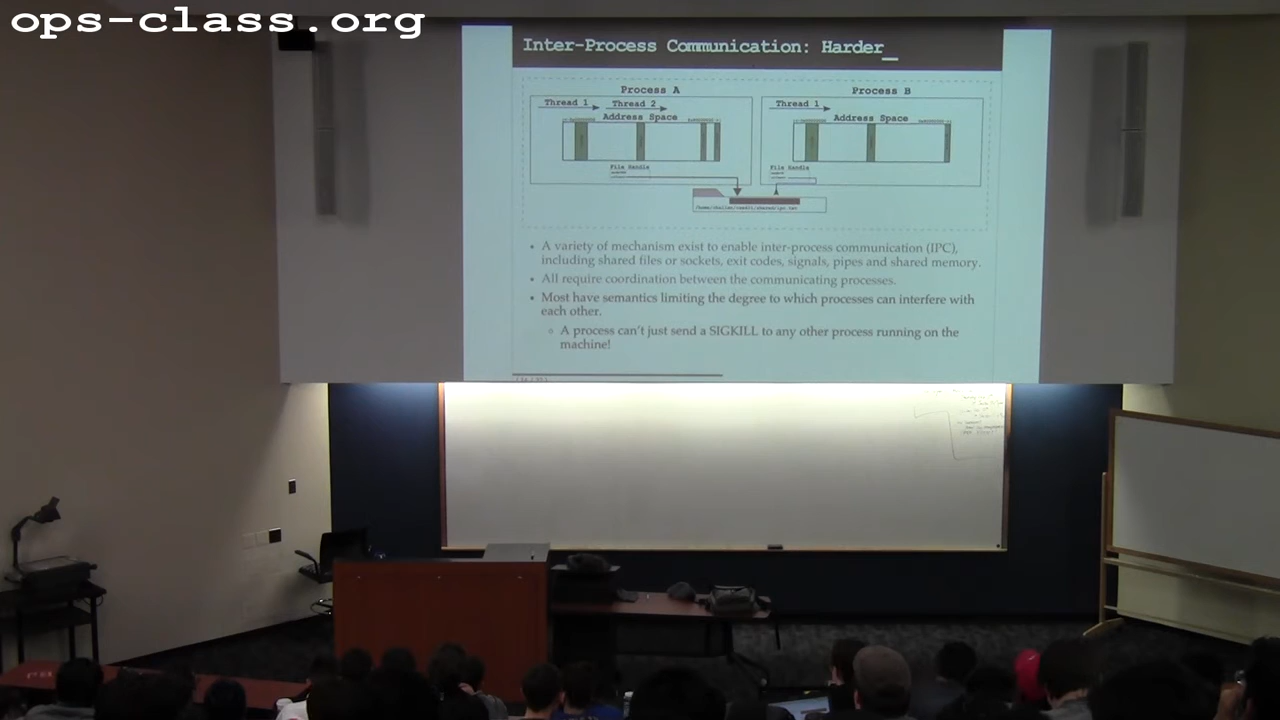 ops-class.org
Inter-Process Communication: Harder_
Process A
Process B
Thread 1
Thread 2
Thread 1
Address Space
Address Space
File Handle
File Handle
• A variety of mechanism exist to enable inter-process communication (IPC),
including shared files or sockets, exit codes, signals, pipes and shared memory.
• All require coordination between the communicating processes.
• Most have semantics limiting the degree to which processes can interfere with
each other.
◦ A process can't just send a SIGKILL to any other process running on the
machine!